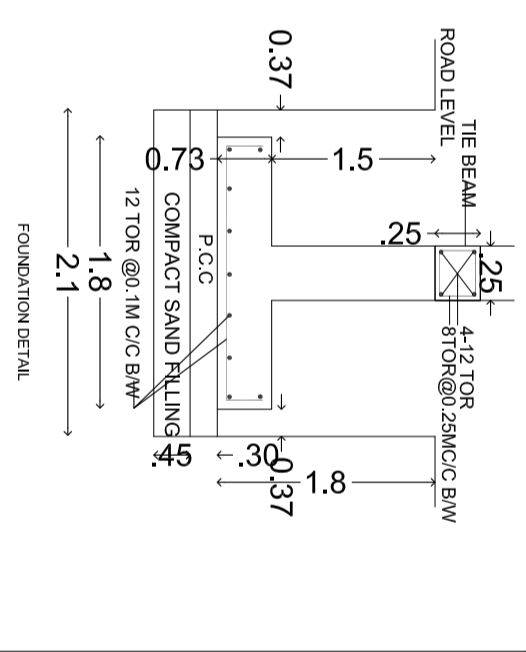 ROAD LEVEL
TIE BEAM
.25
.25
4-12 TOR
8TOR@0.25MC/C B/W
0.37
1.5
0.73
1.8
.30
0.37
.45
P.C.C
COMPACT SAND FILLING
12 TOR @0.1M C/C B/W
1.8
2.1
FOUNDATION DETAIL